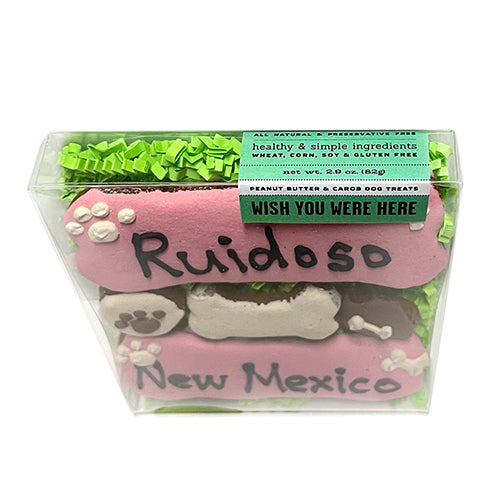 ALL NATURAL & PRESERVATIVE FREE
healthy & simple ingredients
WHEAT, CORN, SOY & GLUTEN FREE
net wt. 2.9 oz. (82g)
PEANUT BUTTER & CAROB DOG TREATS
WISH YOU WERE HERE
Ruidoso
New Mexico